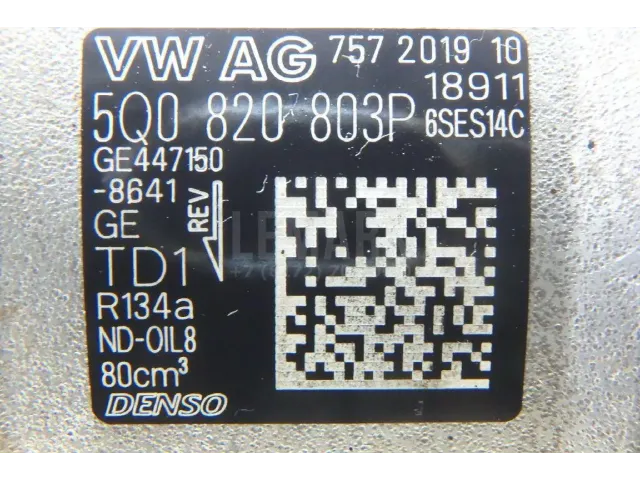 VW AG 757 2019 10
18911
5Q0 820 803P 6SES14C
GE447150
-8641
GE
REV
TD1
R134a
ND-OIL8
80cm³
DENSO